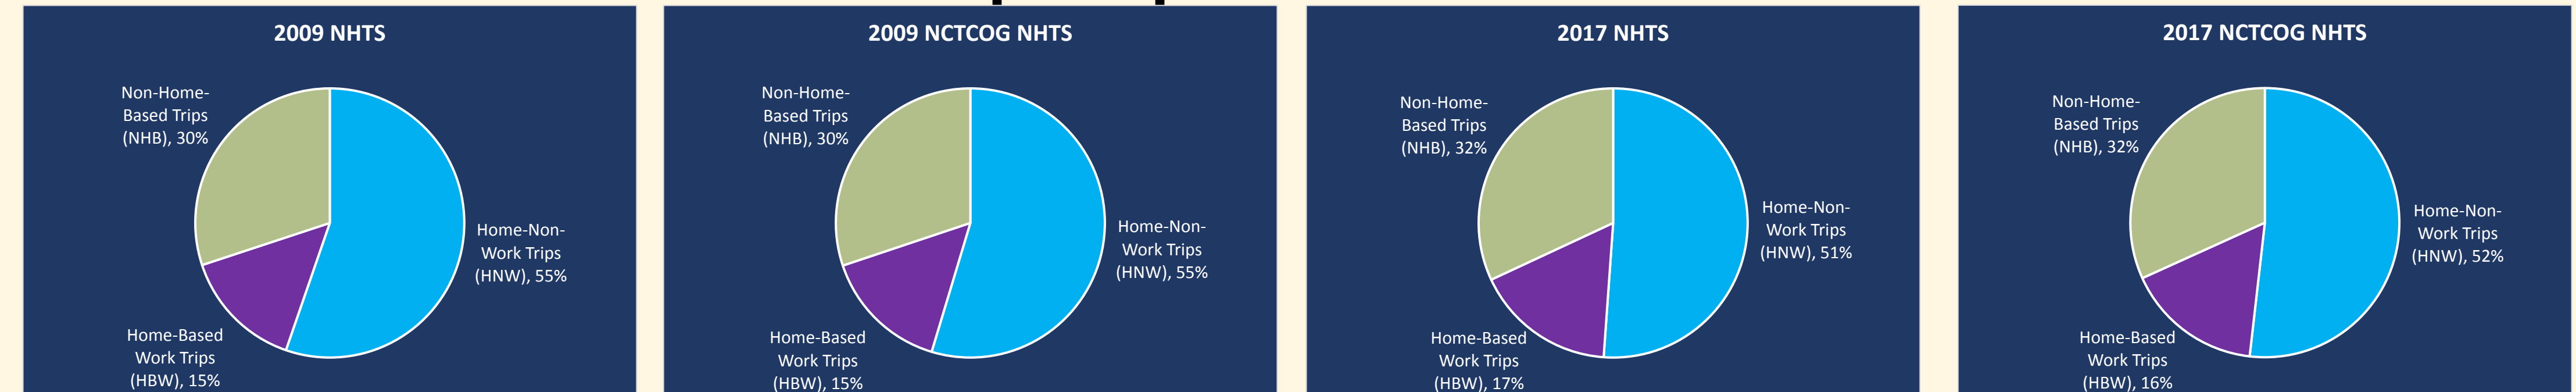 2009 NHTS
Non-Home-
Based Trips
(NHB), 30%
Home-Non-
Work Trips
(HNW), 55%
Home-Based
Work Trips
(HBW), 15%
2009 NCTCOG NHTS
Non-Home-
Based Trips
(NHB), 30%
Home-Non-
Work Trips
(HNW), 55%
Home-Based
Work Trips
(HBW), 15%
2017 NHTS
Non-Home-
Based Trips
(NHB), 32%
Home-Non-
Work Trips
(HNW), 51%
Home-Based
Work Trips
(HBW), 17%
2017 NCTCOG NHTS
Non-Home-
Based Trips
(NHB), 32%
Home-Non-
Work Trips
(HNW), 52%
Home-Based
Work Trips
(HBW), 16%